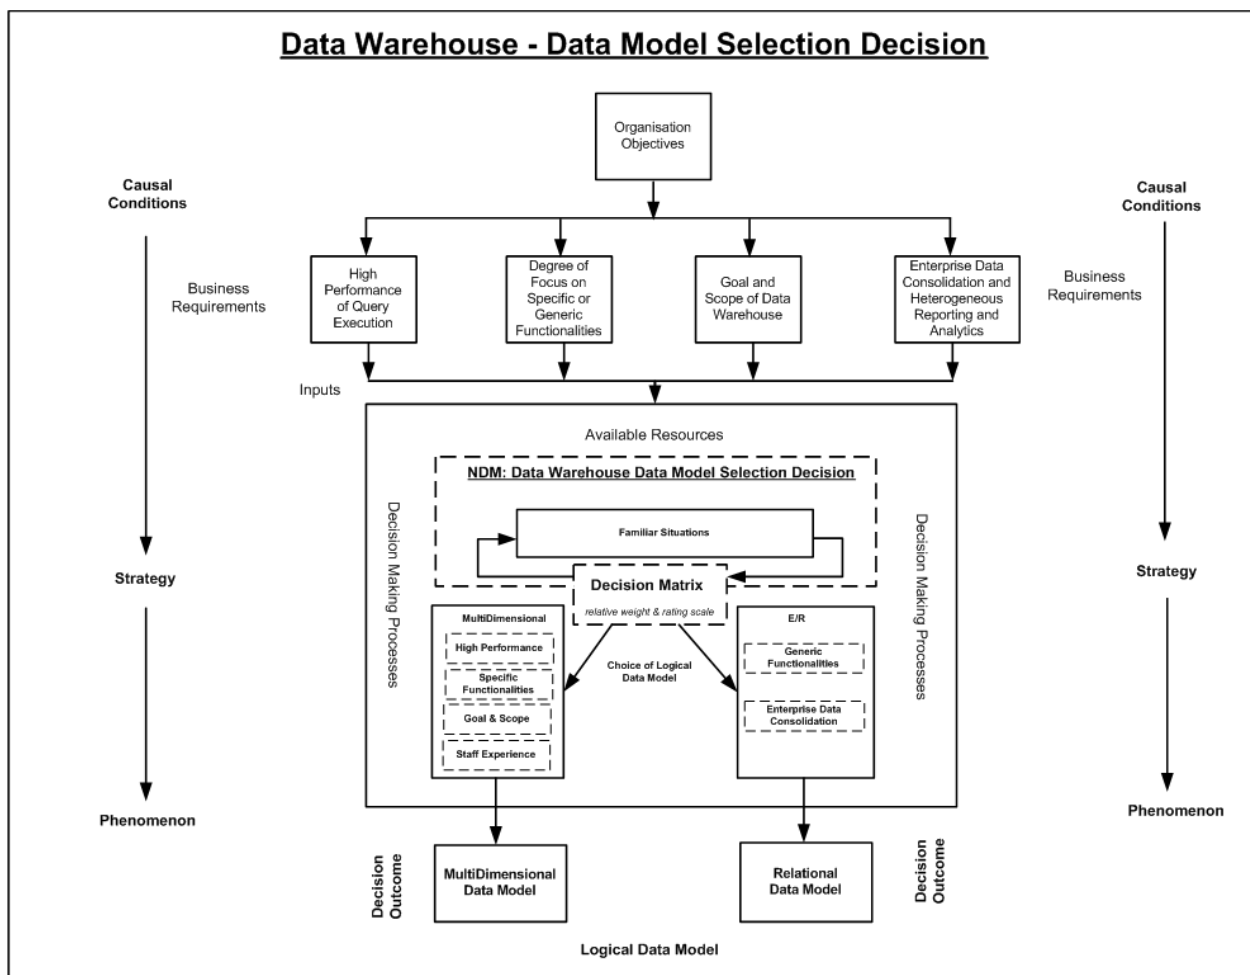 Data Warehouse - Data Model Selection Decision
Organisation
Objectives
Causal
Conditions
Causal
Conditions
Business
Requirements
High
Performance
of Query
Execution
Degree of
Focus on
Specific or
Generic
Functionalities
Goal and
Scope of Data
Warehouse
Enterprise Data
Consolidation and
Heterogeneous
Reporting and
Analytics
Business
Requirements
Inputs
Available Resources
NDM: Data Warehouse Data Model Selection Decision
Decision Making Processes
Decision Making Processes
Familiar Situations
Strategy
Strategy
Decision Matrix
relative weight & rating scale
MultiDimensional
High Performance
Specific
Functionalities
Goal & Scope
Staff Experience
Choice of Logical
Data Model
E/R
Generic
Functionalities
Enterprise Data
Consolidation
Phenomenon
Phenomenon
Decision
Outcome
MultiDimensional
Data Model
Relational
Data Model
Decision
Outcome
Logical Data Model